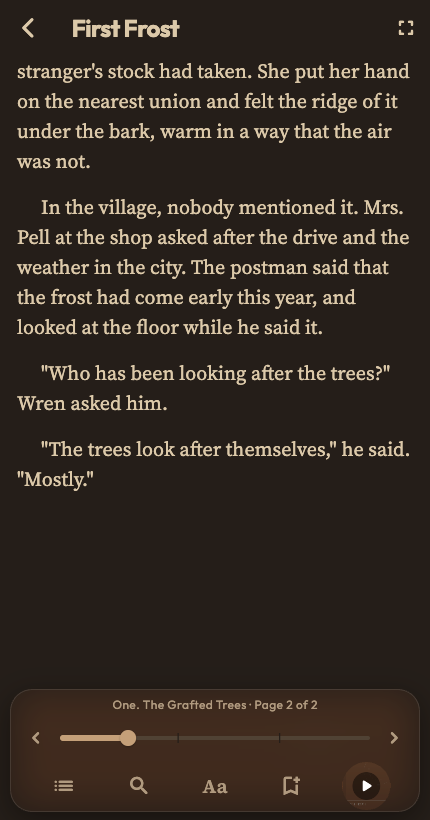 First Frost
stranger's stock had taken. She put her hand
on the nearest union and felt the ridge of it
under the bark, warm in a way that the air
was not.
In the village, nobody mentioned it. Mrs.
Pell at the shop asked after the drive and the
weather in the city. The postman said that
the frost had come early this year, and
looked at the floor while he said it.
"Who has been looking after the trees?"
Wren asked him.
"The trees look after themselves," he said.
"Mostly."
One. The Grafted Trees · Page 2 of 2
Aa